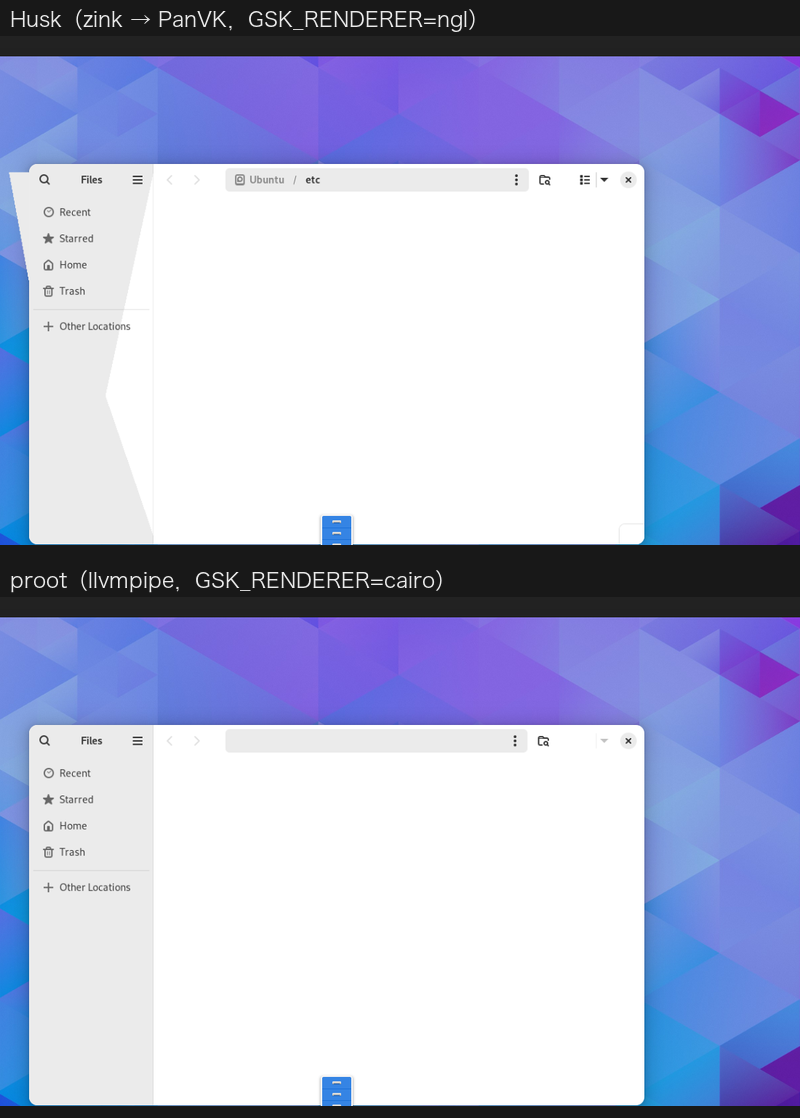 Husk（zink → PanVK，GSK_RENDERER=ngl）
Files
Ubuntu / etc
Recent
Starred
Home
Trash
Other Locations
proot（llvmpipe，GSK_RENDERER=cairo）
Files
Recent
Starred
Home
Trash
Other Locations